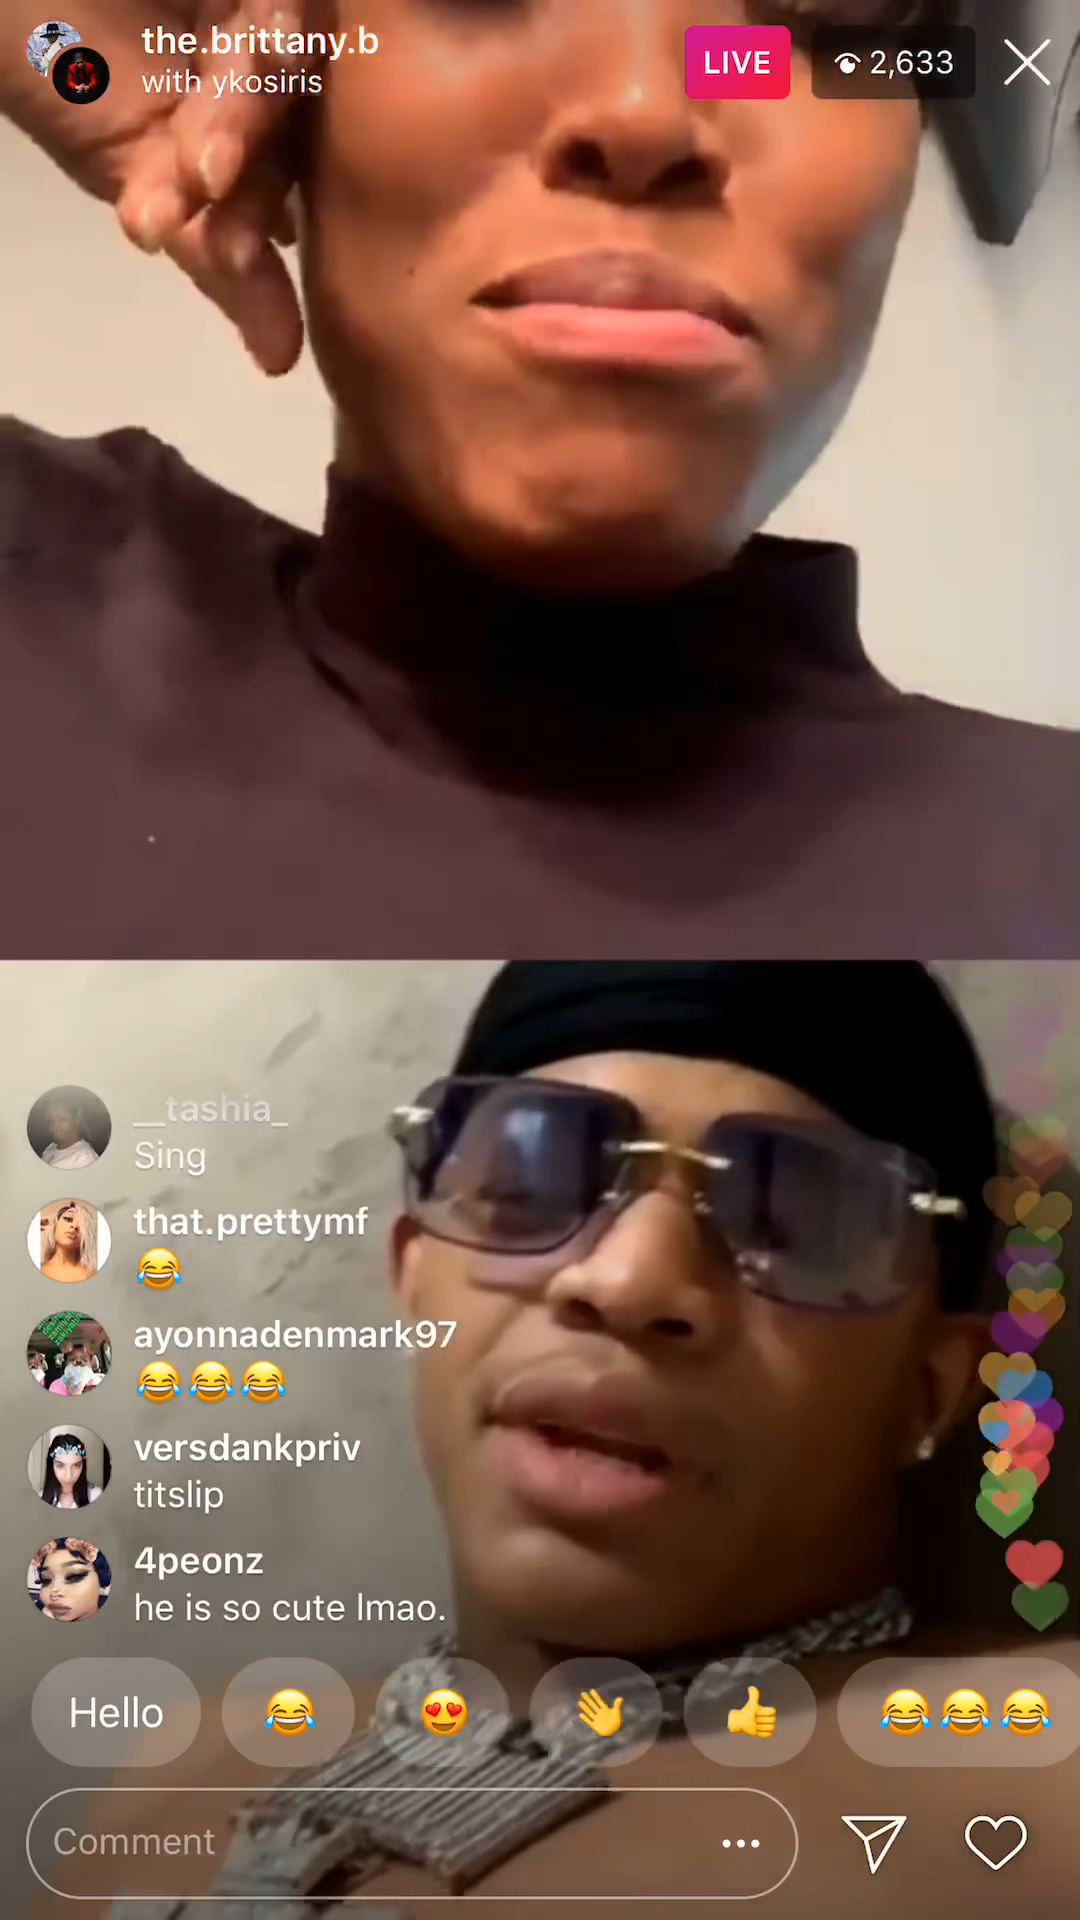 the.brittany.b
with ykosiris
LIVE
2,633
__tashia_
Sing
that.prettymf
😂
ayonnadenmark97
😂😂😂
versdankpriv
titslip
4peonz
he is so cute lmao.
Hello 😂 😍 👋 👍 😂😂😂
Comment